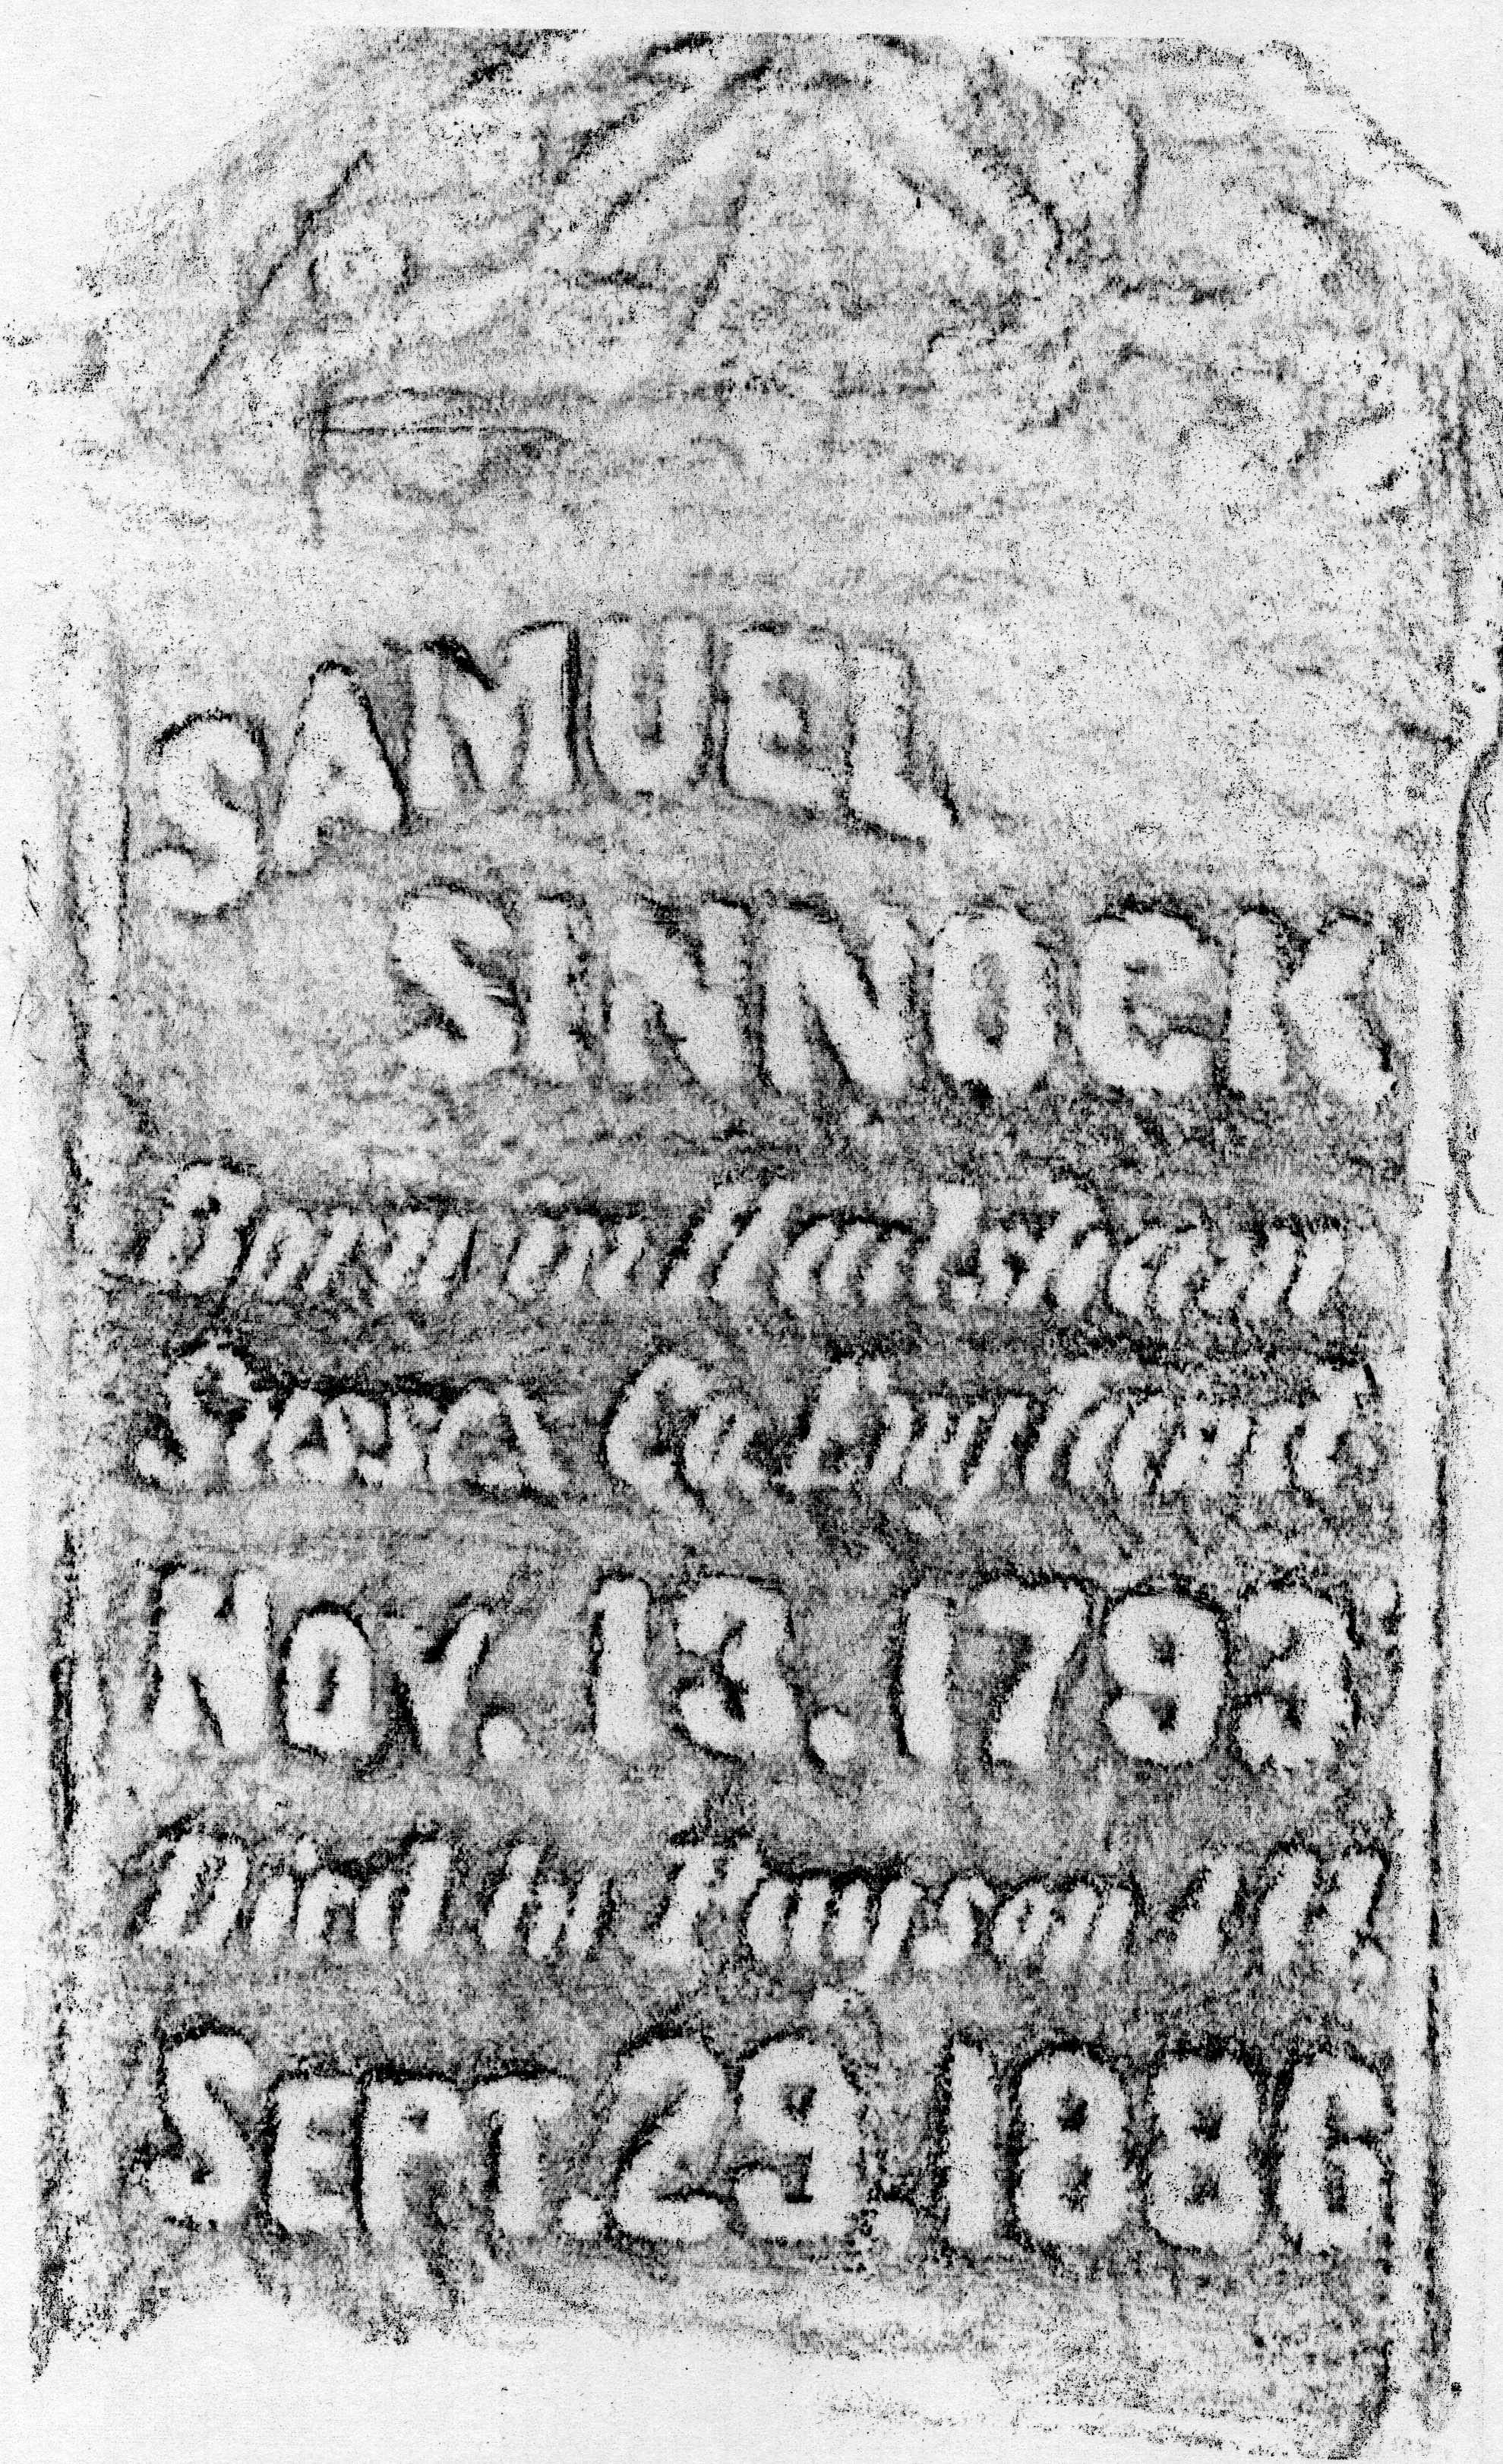 SAMUEL
SINNOCK
Born in Hailsham
Sussex Co. England
NOV. 13. 1793
Died in Payson Ill.
SEPT. 29, 1886